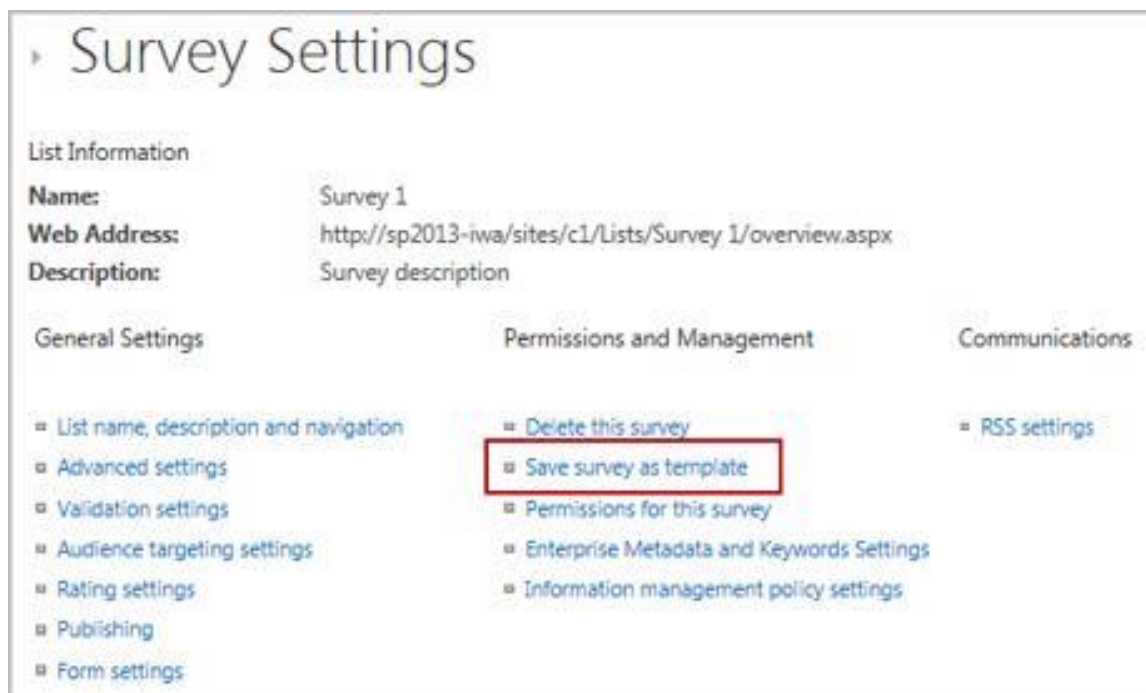 Survey Settings
List Information
Name: Survey 1
Web Address: http://sp2013-iwa/sites/c1/Lists/Survey 1/overview.aspx
Description: Survey description
General Settings Permissions and Management Communications
List name, description and navigation Delete this survey RSS settings
Advanced settings Save survey as template
Validation settings Permissions for this survey
Audience targeting settings Enterprise Metadata and Keywords Settings
Rating settings Information management policy settings
Publishing
Form settings